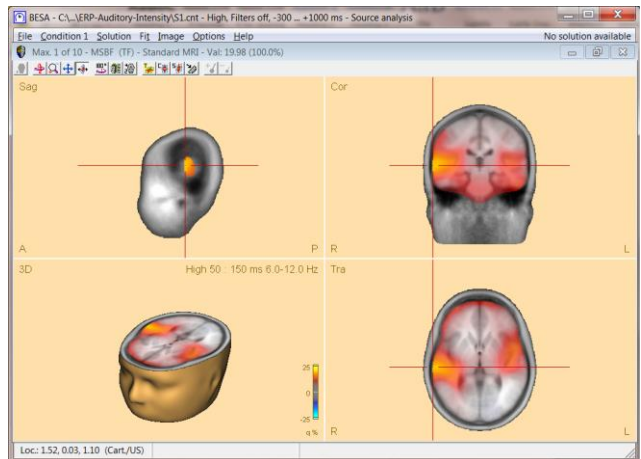 BESA - C:\...\ERP-Auditory-Intensity\S1.cnt - High, Filters off, -300 ... +1000 ms - Source analysis
File Condition 1 Solution Fit Image Options Help No solution available
Max. 1 of 10 - MSBF (TF) - Standard MRI - Val: 19.98 (100.0%)
Sag
Cor
A P
R L
3D High 50 : 150 ms 6.0-12.0 Hz
Tra
25
0
-25
q %
R L
Loc.: 1.52, 0.03, 1.10 (Cart./US)